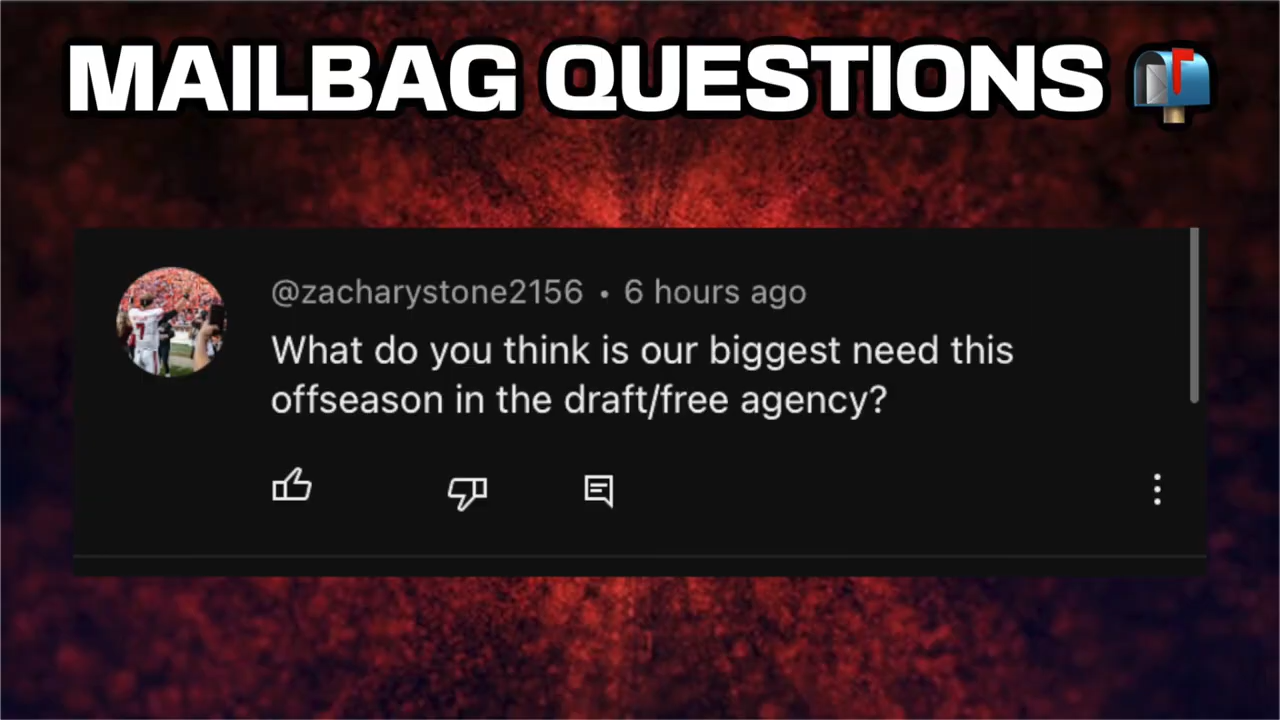 MAILBAG QUESTIONS
@zacharystone2156 • 6 hours ago
What do you think is our biggest need this
offseason in the draft/free agency?
7